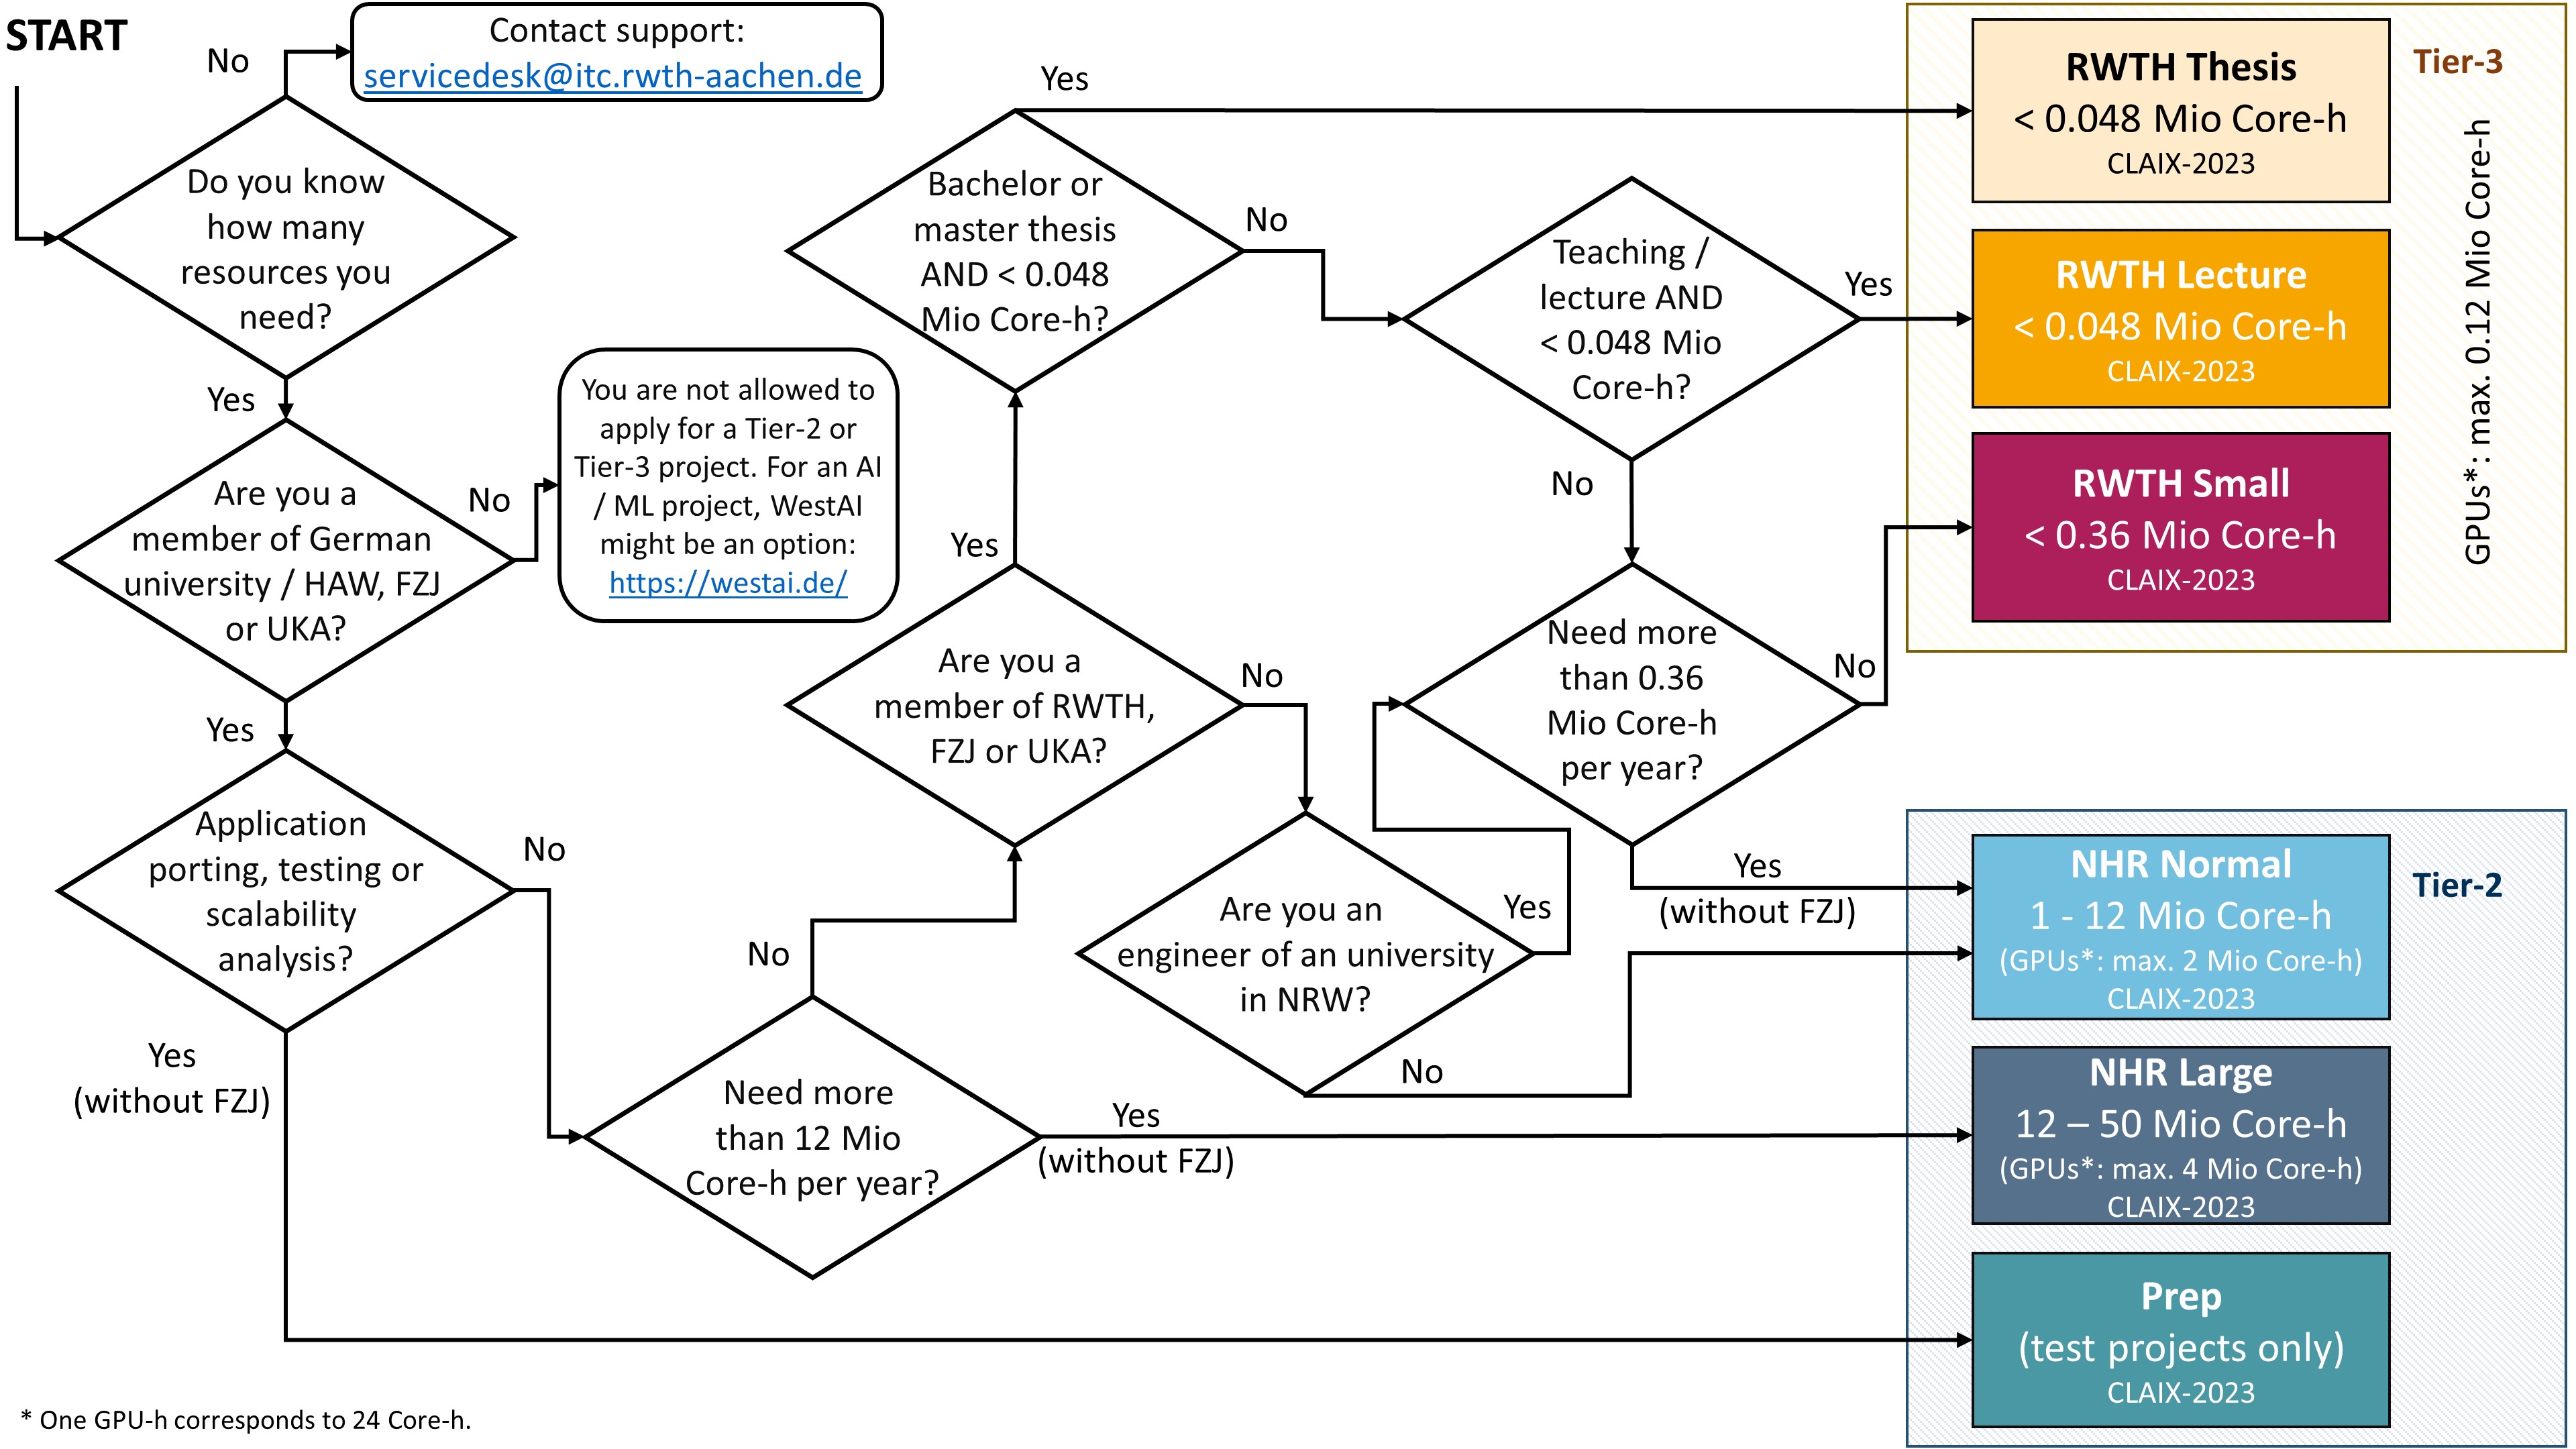 START
No
Contact support:
servicedesk@itc.rwth-aachen.de
Do you know
how many
resources you
need?
Yes
Are you a
member of German
university / HAW, FZJ
or UKA?
No
You are not allowed to
apply for a Tier-2 or
Tier-3 project. For an AI
/ ML project, WestAI
might be an option:
https://westai.de/
Yes
Application
porting, testing or
scalability
analysis?
No
Yes
(without FZJ)
Need more
than 12 Mio
Core-h per year?
No
Yes
(without FZJ)
Are you a
member of RWTH,
FZJ or UKA?
Yes
No
Bachelor or
master thesis
AND < 0.048
Mio Core-h?
Yes
No
Teaching /
lecture AND
< 0.048 Mio
Core-h?
Yes
No
Need more
than 0.36
Mio Core-h
per year?
No
Yes
(without FZJ)
Are you an
engineer of an university
in NRW?
Yes
No
RWTH Thesis
< 0.048 Mio Core-h
CLAIX-2023
RWTH Lecture
< 0.048 Mio Core-h
CLAIX-2023
RWTH Small
< 0.36 Mio Core-h
CLAIX-2023
Tier-3
GPUs*: max. 0.12 Mio Core-h
NHR Normal
1 - 12 Mio Core-h
(GPUs*: max. 2 Mio Core-h)
CLAIX-2023
Tier-2
NHR Large
12 – 50 Mio Core-h
(GPUs*: max. 4 Mio Core-h)
CLAIX-2023
Prep
(test projects only)
CLAIX-2023
* One GPU-h corresponds to 24 Core-h.